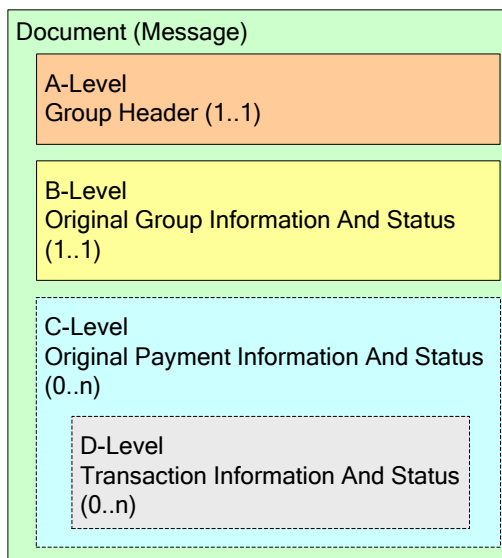 Document (Message)
A-Level
Group Header (1..1)
B-Level
Original Group Information And Status
(1..1)
C-Level
Original Payment Information And Status
(0..n)
D-Level
Transaction Information And Status
(0..n)